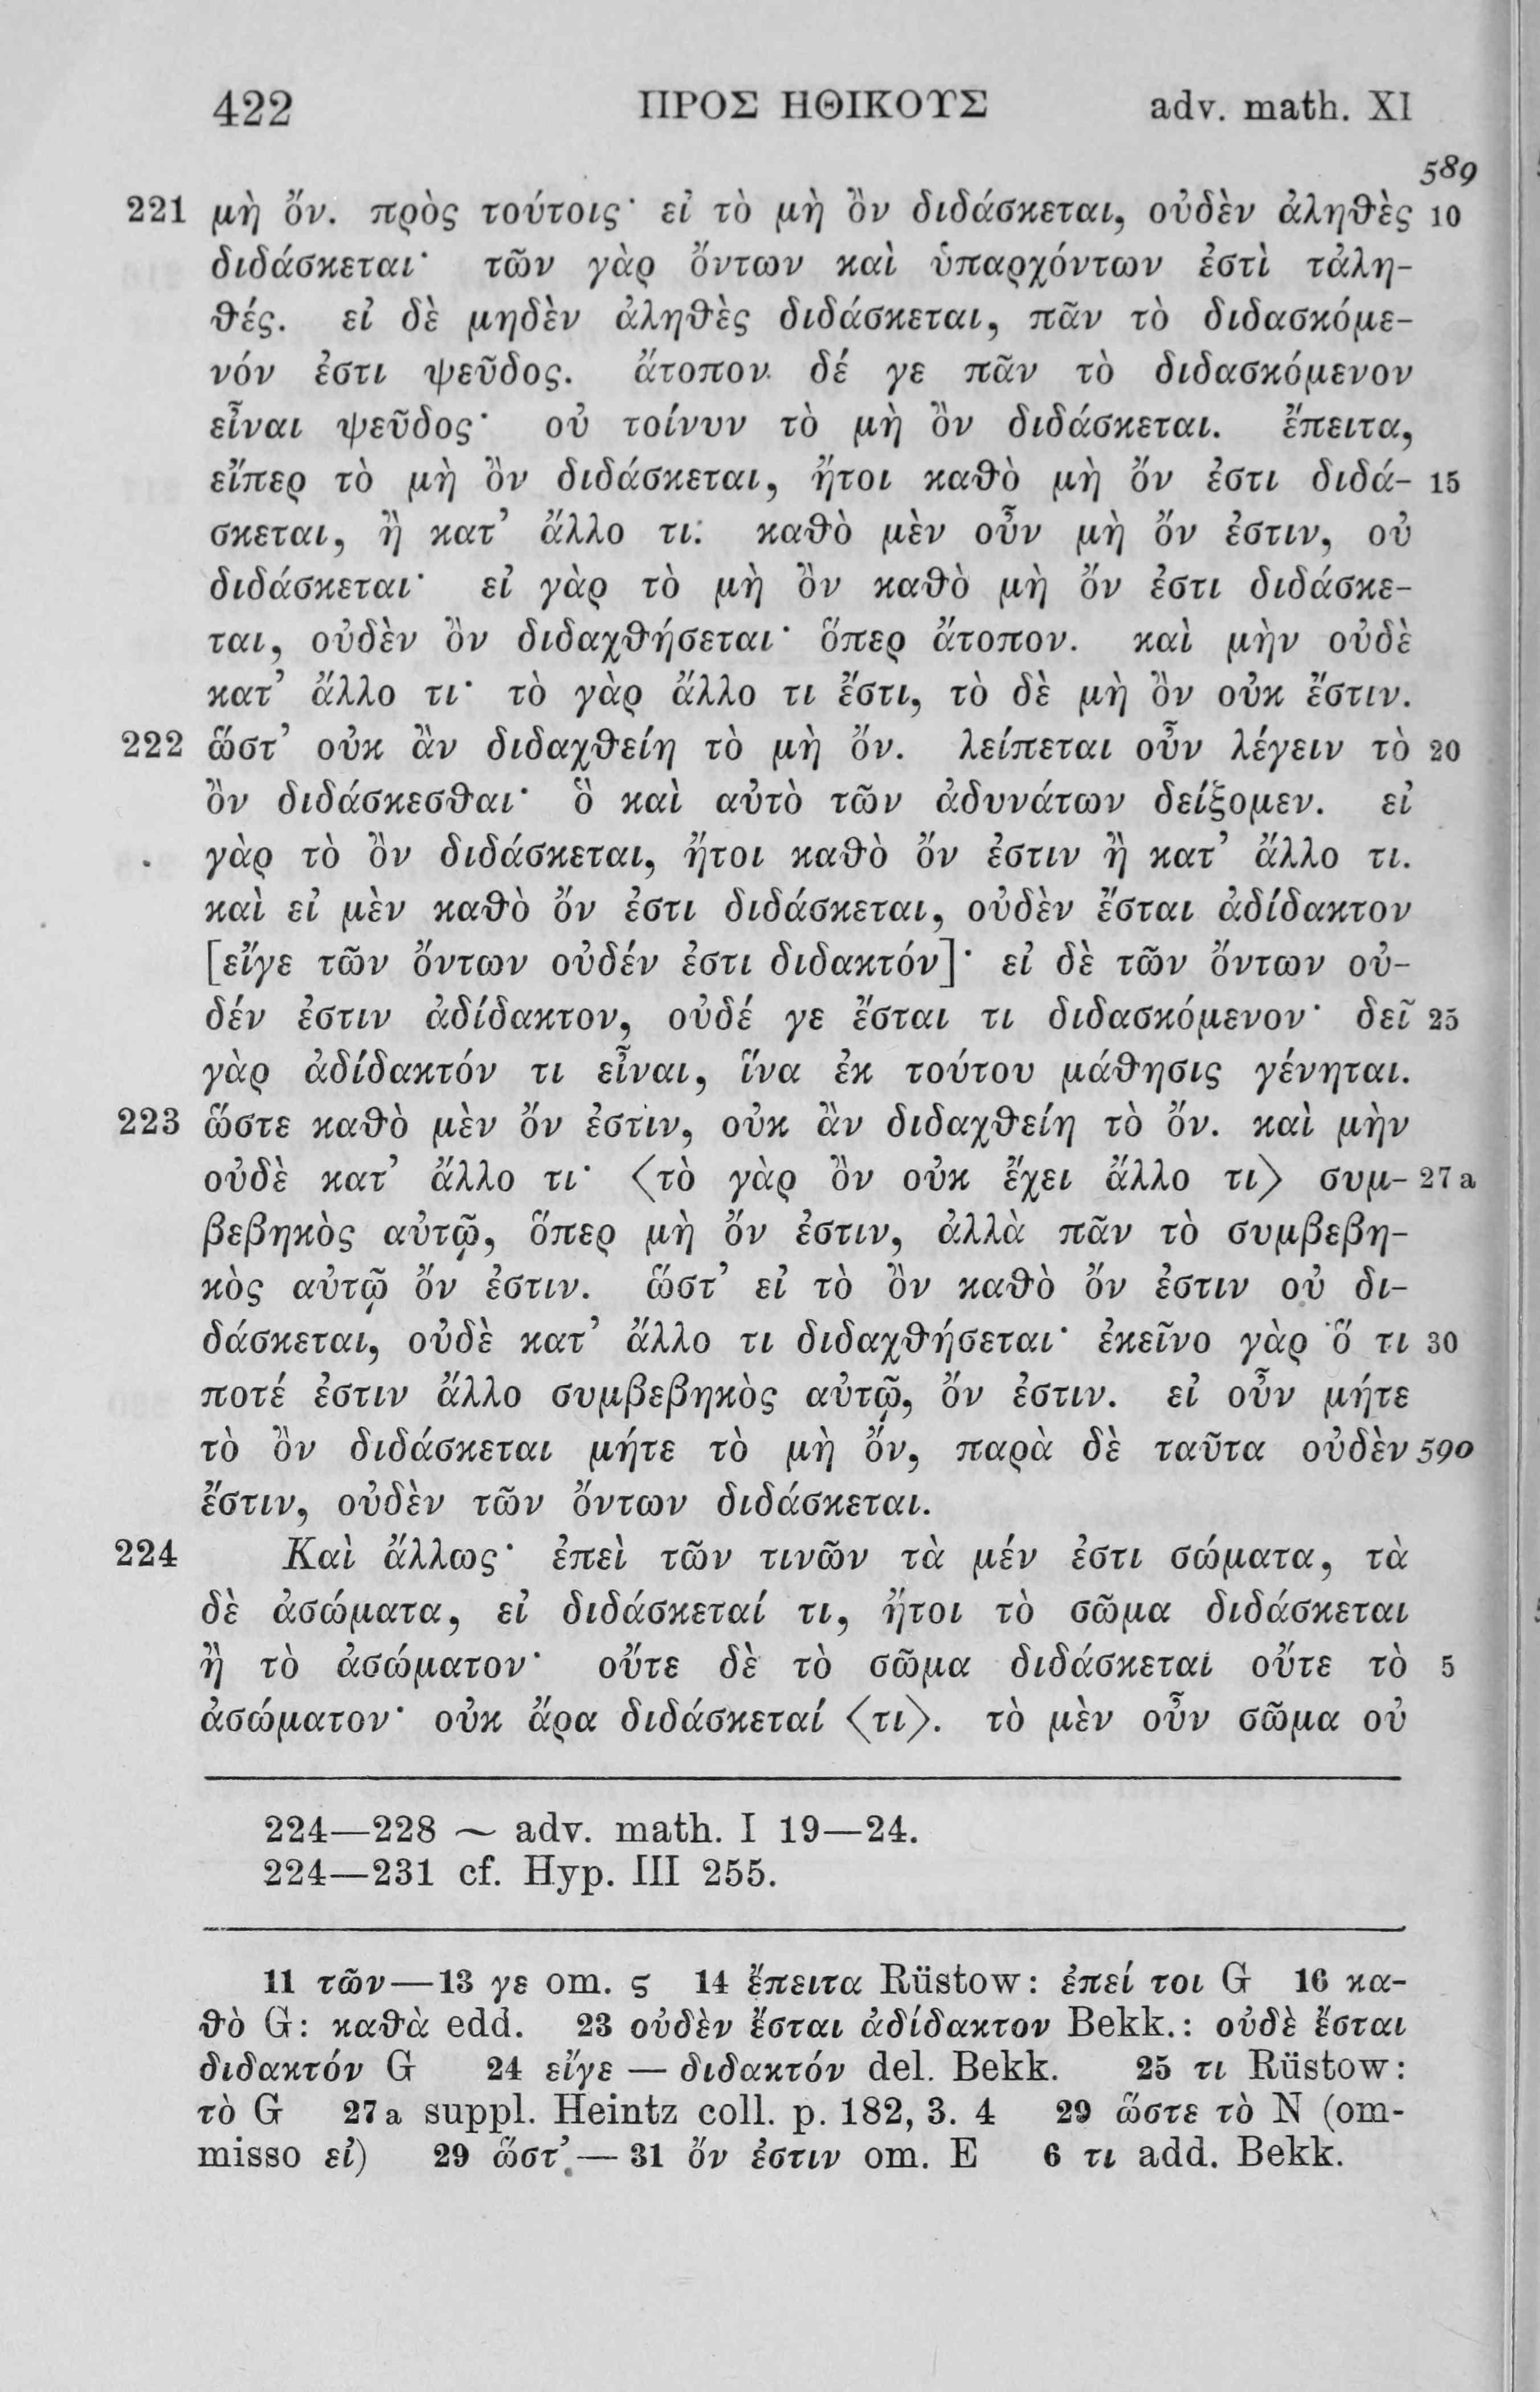 422 ΠΡΟΣ ΗΘΙΚΟΥΣ adv. math. XI
589
221 μὴ ὄν. πρὸς τούτοις· εἰ τὸ μὴ ὂν διδάσκεται, οὐδὲν ἀληθὲς 10
διδάσκεται· τῶν γὰρ ὄντων καὶ ὑπαρχόντων ἐστὶ τἀλη-
θές. εἰ δὲ μηδὲν ἀληθὲς διδάσκεται, πᾶν τὸ διδασκόμε-
νόν ἐστι ψεῦδος. ἄτοπον δέ γε πᾶν τὸ διδασκόμενον
εἶναι ψεῦδος· οὐ τοίνυν τὸ μὴ ὂν διδάσκεται. ἔπειτα,
εἴπερ τὸ μὴ ὂν διδάσκεται, ἤτοι καθὸ μὴ ὄν ἐστι διδά- 15
σκεται, ἢ κατ’ ἄλλο τι. καθὸ μὲν οὖν μὴ ὄν ἐστιν, οὐ
διδάσκεται· εἰ γὰρ τὸ μὴ ὂν καθὸ μὴ ὄν ἐστι διδάσκε-
ται, οὐδὲν ὂν διδαχθήσεται· ὅπερ ἄτοπον. καὶ μὴν οὐδὲ
κατ’ ἄλλο τι· τὸ γὰρ ἄλλο τι ἔστι, τὸ δὲ μὴ ὂν οὐκ ἔστιν.
222 ὥστ’ οὐκ ἂν διδαχθείη τὸ μὴ ὄν. λείπεται οὖν λέγειν τὸ 20
ὂν διδάσκεσθαι· ὃ καὶ αὐτὸ τῶν ἀδυνάτων δείξομεν. εἰ
γὰρ τὸ ὂν διδάσκεται, ἤτοι καθὸ ὄν ἐστιν ἢ κατ’ ἄλλο τι.
καὶ εἰ μὲν καθὸ ὄν ἐστι διδάσκεται, οὐδὲν ἔσται ἀδίδακτον
[εἴγε τῶν ὄντων οὐδέν ἐστι διδακτόν]· εἰ δὲ τῶν ὄντων οὐ-
δέν ἐστιν ἀδίδακτον, οὐδέ γε ἔσται τι διδασκόμενον· δεῖ 25
γὰρ ἀδίδακτόν τι εἶναι, ἵνα ἐκ τούτου μάθησις γένηται.
223 ὥστε καθὸ μὲν ὄν ἐστιν, οὐκ ἂν διδαχθείη τὸ ὄν. καὶ μὴν
οὐδὲ κατ’ ἄλλο τι· ⟨τὸ γὰρ ὂν οὐκ ἔχει ἄλλο τι⟩ συμ- 27a
βεβηκὸς αὐτῷ, ὅπερ μὴ ὄν ἐστιν, ἀλλὰ πᾶν τὸ συμβεβη-
κὸς αὐτῷ ὄν ἐστιν. ὥστ’ εἰ τὸ ὂν καθὸ ὄν ἐστιν οὐ δι-
δάσκεται, οὐδὲ κατ’ ἄλλο τι διδαχθήσεται· ἐκεῖνο γὰρ ὅ τι 30
ποτέ ἐστιν ἄλλο συμβεβηκὸς αὐτῷ, ὄν ἐστιν. εἰ οὖν μήτε
τὸ ὂν διδάσκεται μήτε τὸ μὴ ὄν, παρὰ δὲ ταῦτα οὐδὲν 590
ἔστιν, οὐδὲν τῶν ὄντων διδάσκεται.
224 Καὶ ἄλλως· ἐπεὶ τῶν τινῶν τὰ μέν ἐστι σώματα, τὰ
δὲ ἀσώματα, εἰ διδάσκεταί τι, ἤτοι τὸ σῶμα διδάσκεται
ἢ τὸ ἀσώματον· οὔτε δὲ τὸ σῶμα διδάσκεται οὔτε τὸ 5
ἀσώματον· οὐκ ἄρα διδάσκεταί ⟨τι⟩. τὸ μὲν οὖν σῶμα οὐ
224—228 ∼ adv. math. I 19—24.
224—231 cf. Hyp. III 255.
11 τῶν—13 γε om. ς 14 ἔπειτα Rüstow: ἐπεί τοι G 16 κα-
θὸ G: καθὰ edd. 23 οὐδὲν ἔσται ἀδίδακτον Bekk.: οὐδὲ ἔσται
διδακτόν G 24 εἴγε — διδακτόν del. Bekk. 25 τι Rüstow:
τὸ G 27a suppl. Heintz coll. p. 182, 3. 4 29 ὥστε τὸ N (om-
misso εἰ) 29 ὥστ’ — 31 ὄν ἐστιν om. E 6 τι add. Bekk.